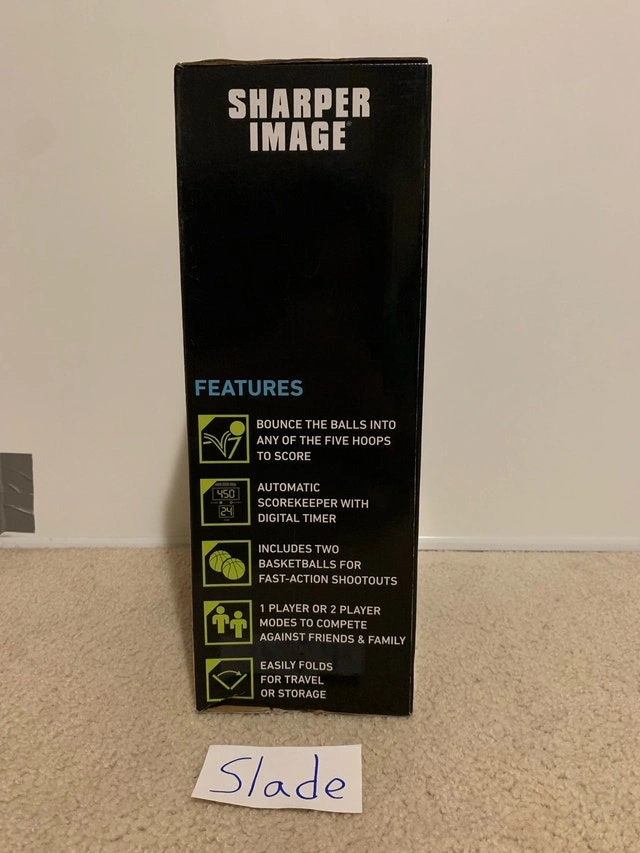 SHARPER
IMAGE
FEATURES
BOUNCE THE BALLS INTO
ANY OF THE FIVE HOOPS
TO SCORE
450
24
AUTOMATIC
SCOREKEEPER WITH
DIGITAL TIMER
INCLUDES TWO
BASKETBALLS FOR
FAST-ACTION SHOOTOUTS
1 PLAYER OR 2 PLAYER
MODES TO COMPETE
AGAINST FRIENDS & FAMILY
EASILY FOLDS
FOR TRAVEL
OR STORAGE
Slade